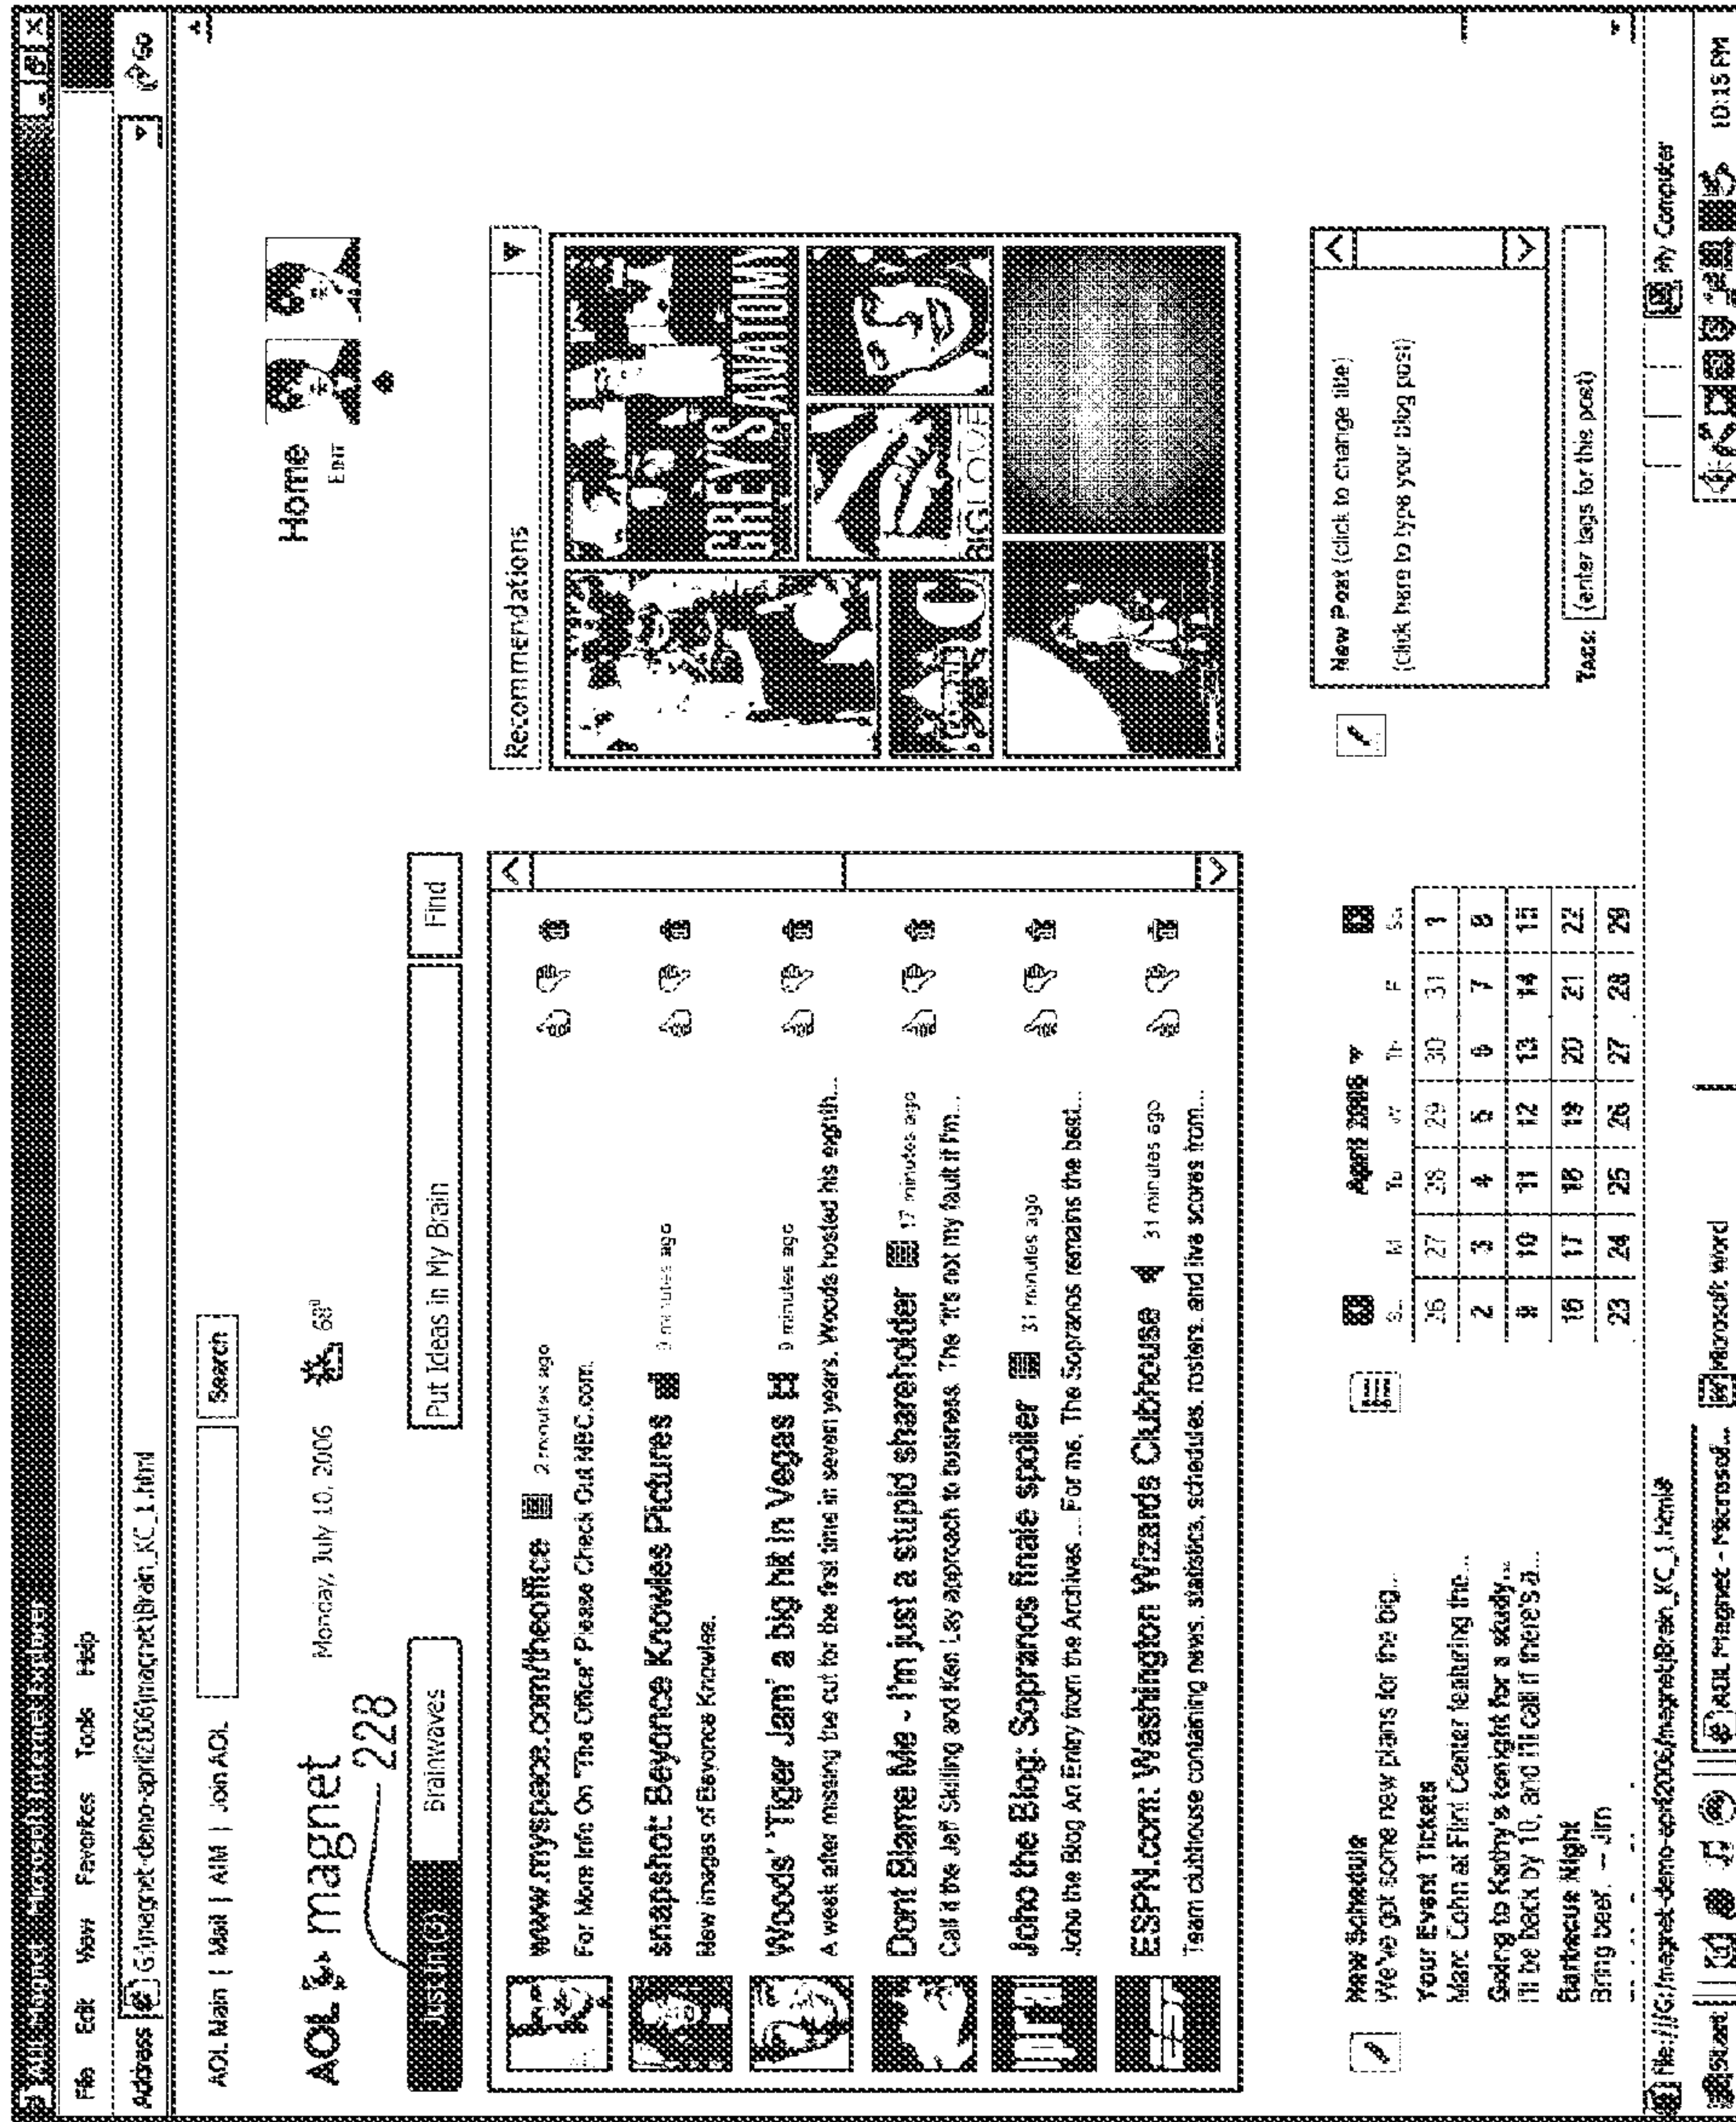 File Edit View Favorites Tools Help
Address G:\magnet-demo-april2006\magnet\Brain_KC_1.html Go
AOL Main | Mail | AIM | Join AOL Search
AOL magnet Monday, July 10, 2006 68°
Home
EDIT
228
Brainwaves Put Ideas in My Brain Find
www.myspace.com/theoffice 2 minutes ago
For More Info On "The Office" Please Check Out NBC.com.
snapshot: Beyonce Knowles Pictures 9 minutes ago
New images of Beyonce Knowles.
Woods' 'Tiger Jam' a big hit in Vegas 9 minutes ago
A week after missing the cut for the first time in seven years, Woods hosted his eighth...
Dont Blame Me - I'm just a stupid shareholder 17 minutes ago
Call it the Jeff Skilling and Ken Lay approach to business. The "It's not my fault if I'm...
Joho the Blog: Sopranos finale spoiler 31 minutes ago
Joho the Blog An Entry from the Archives ... For me, The Sopranos remains the best...
ESPN.com: Washington Wizards Clubhouse 31 minutes ago
Team clubhouse containing news, statistics, schedules, rosters, and live scores from...
Recommendations
GREY'S ANATOMY
BIG LOVE
New Schedule
We've got some new plans for the big...
Your Event Tickets
Marc Cohn at Flint Center featuring the...
Going to Kathy's tonight for a study...
I'll be back by 10, and I'll call if there's a...
Barbecue Night
Bring beef. -- Jim
April 2006
M Tu W Th F Sa
26 27 28 29 30 31 1
2 3 4 5 6 7 8
9 10 11 12 13 14 15
16 17 18 19 20 21 22
23 24 25 26 27 28 29
New Post (click to change title)
(click here to type your blog post)
TAGS: (enter tags for this post)
file:///G:/magnet-demo-april2006/magnet/Brain_KC_1.html# My Computer
Start AOL Magnet - Microsof... Microsoft Word 10:15 PM